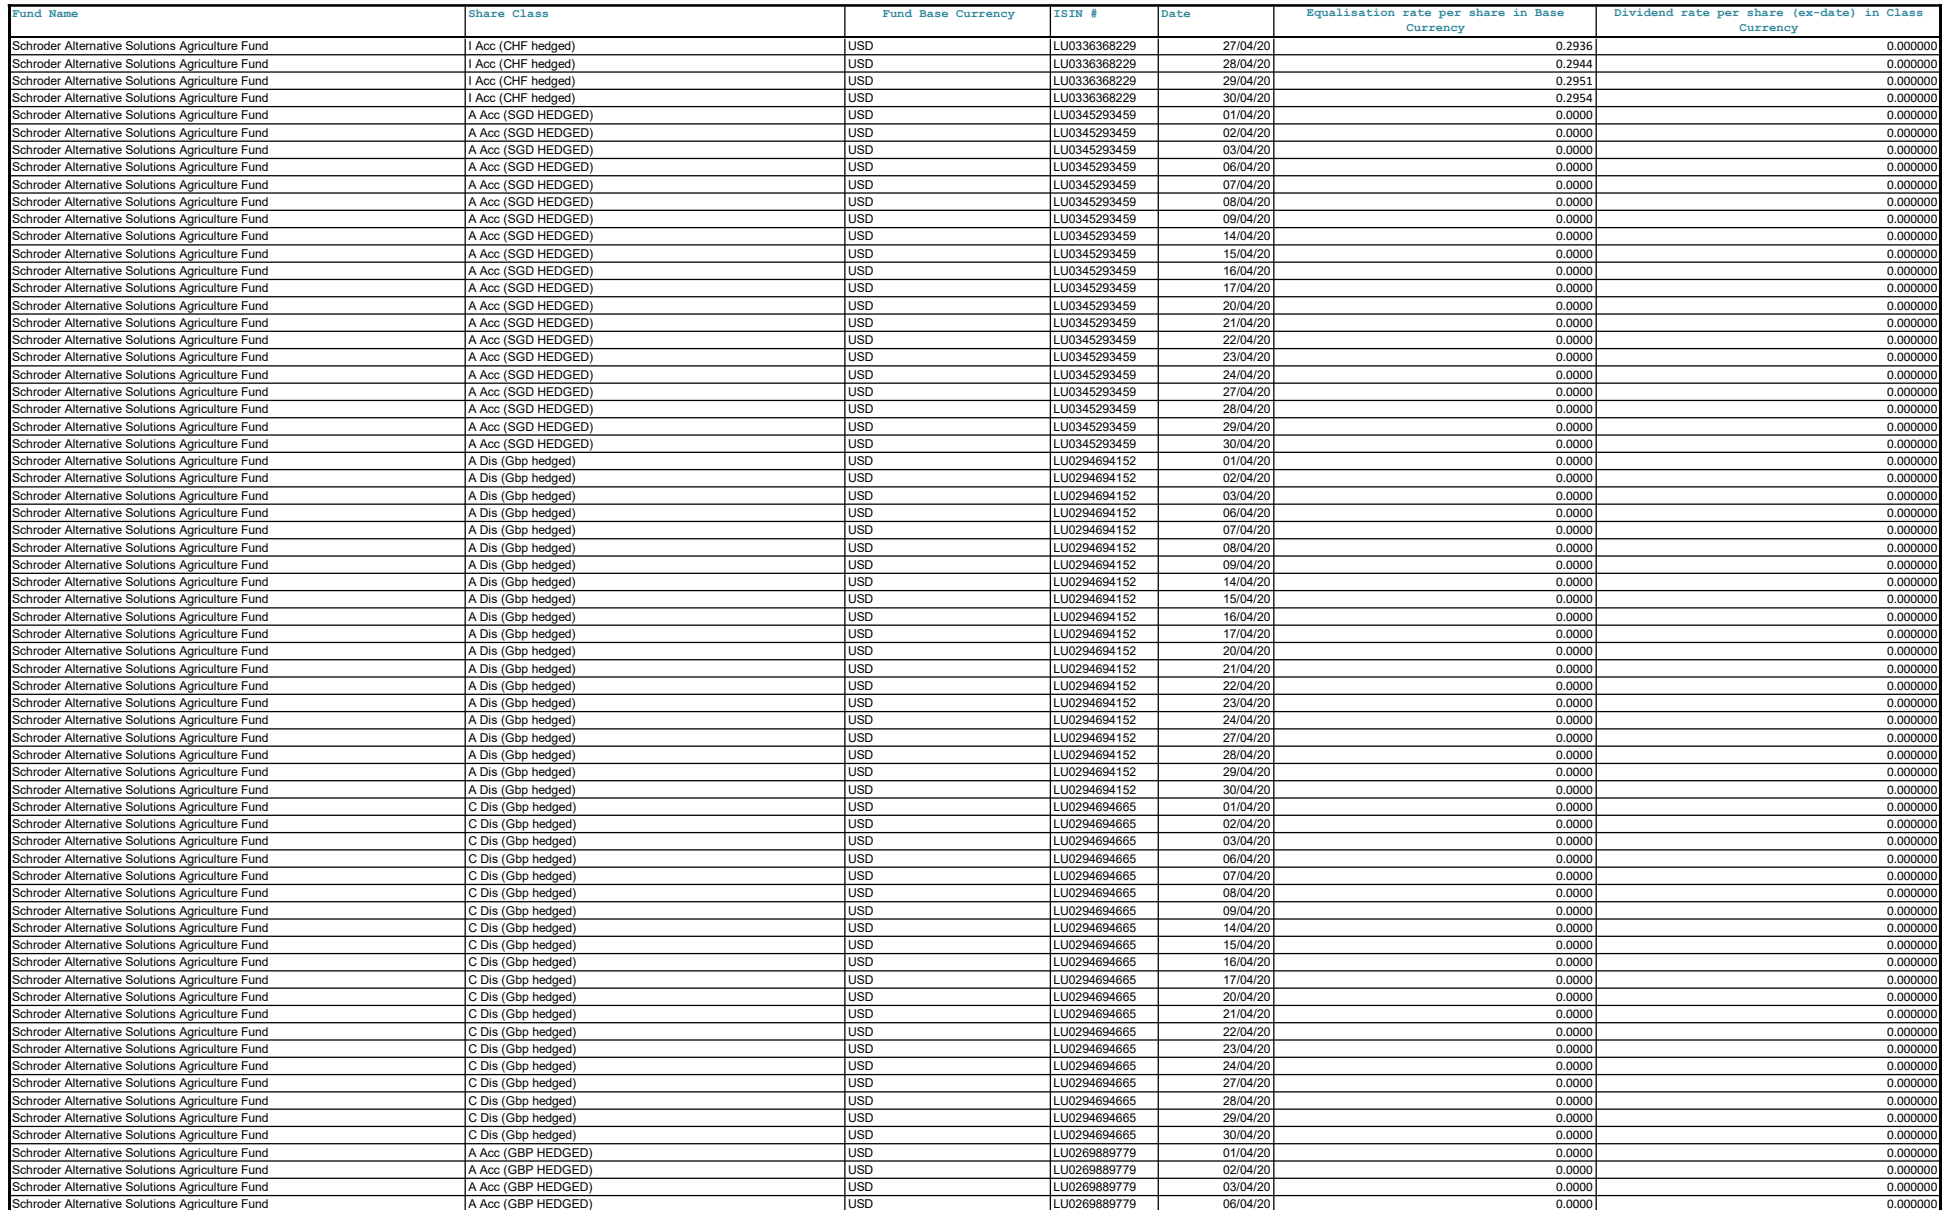 Fund Name Share Class Fund Base Currency ISIN # Date Equalisation rate per share in Base Currency Dividend rate per share (ex-date) in Class Currency
Schroder Alternative Solutions Agriculture Fund I Acc (CHF hedged) USD LU0336368229 27/04/20 0.2936 0.000000
Schroder Alternative Solutions Agriculture Fund I Acc (CHF hedged) USD LU0336368229 28/04/20 0.2944 0.000000
Schroder Alternative Solutions Agriculture Fund I Acc (CHF hedged) USD LU0336368229 29/04/20 0.2951 0.000000
Schroder Alternative Solutions Agriculture Fund I Acc (CHF hedged) USD LU0336368229 30/04/20 0.2954 0.000000
Schroder Alternative Solutions Agriculture Fund A Acc (SGD HEDGED) USD LU0345293459 01/04/20 0.0000 0.000000
Schroder Alternative Solutions Agriculture Fund A Acc (SGD HEDGED) USD LU0345293459 02/04/20 0.0000 0.000000
Schroder Alternative Solutions Agriculture Fund A Acc (SGD HEDGED) USD LU0345293459 03/04/20 0.0000 0.000000
Schroder Alternative Solutions Agriculture Fund A Acc (SGD HEDGED) USD LU0345293459 06/04/20 0.0000 0.000000
Schroder Alternative Solutions Agriculture Fund A Acc (SGD HEDGED) USD LU0345293459 07/04/20 0.0000 0.000000
Schroder Alternative Solutions Agriculture Fund A Acc (SGD HEDGED) USD LU0345293459 08/04/20 0.0000 0.000000
Schroder Alternative Solutions Agriculture Fund A Acc (SGD HEDGED) USD LU0345293459 09/04/20 0.0000 0.000000
Schroder Alternative Solutions Agriculture Fund A Acc (SGD HEDGED) USD LU0345293459 14/04/20 0.0000 0.000000
Schroder Alternative Solutions Agriculture Fund A Acc (SGD HEDGED) USD LU0345293459 15/04/20 0.0000 0.000000
Schroder Alternative Solutions Agriculture Fund A Acc (SGD HEDGED) USD LU0345293459 16/04/20 0.0000 0.000000
Schroder Alternative Solutions Agriculture Fund A Acc (SGD HEDGED) USD LU0345293459 17/04/20 0.0000 0.000000
Schroder Alternative Solutions Agriculture Fund A Acc (SGD HEDGED) USD LU0345293459 20/04/20 0.0000 0.000000
Schroder Alternative Solutions Agriculture Fund A Acc (SGD HEDGED) USD LU0345293459 21/04/20 0.0000 0.000000
Schroder Alternative Solutions Agriculture Fund A Acc (SGD HEDGED) USD LU0345293459 22/04/20 0.0000 0.000000
Schroder Alternative Solutions Agriculture Fund A Acc (SGD HEDGED) USD LU0345293459 23/04/20 0.0000 0.000000
Schroder Alternative Solutions Agriculture Fund A Acc (SGD HEDGED) USD LU0345293459 24/04/20 0.0000 0.000000
Schroder Alternative Solutions Agriculture Fund A Acc (SGD HEDGED) USD LU0345293459 27/04/20 0.0000 0.000000
Schroder Alternative Solutions Agriculture Fund A Acc (SGD HEDGED) USD LU0345293459 28/04/20 0.0000 0.000000
Schroder Alternative Solutions Agriculture Fund A Acc (SGD HEDGED) USD LU0345293459 29/04/20 0.0000 0.000000
Schroder Alternative Solutions Agriculture Fund A Acc (SGD HEDGED) USD LU0345293459 30/04/20 0.0000 0.000000
Schroder Alternative Solutions Agriculture Fund A Dis (Gbp hedged) USD LU0294694152 01/04/20 0.0000 0.000000
Schroder Alternative Solutions Agriculture Fund A Dis (Gbp hedged) USD LU0294694152 02/04/20 0.0000 0.000000
Schroder Alternative Solutions Agriculture Fund A Dis (Gbp hedged) USD LU0294694152 03/04/20 0.0000 0.000000
Schroder Alternative Solutions Agriculture Fund A Dis (Gbp hedged) USD LU0294694152 06/04/20 0.0000 0.000000
Schroder Alternative Solutions Agriculture Fund A Dis (Gbp hedged) USD LU0294694152 07/04/20 0.0000 0.000000
Schroder Alternative Solutions Agriculture Fund A Dis (Gbp hedged) USD LU0294694152 08/04/20 0.0000 0.000000
Schroder Alternative Solutions Agriculture Fund A Dis (Gbp hedged) USD LU0294694152 09/04/20 0.0000 0.000000
Schroder Alternative Solutions Agriculture Fund A Dis (Gbp hedged) USD LU0294694152 14/04/20 0.0000 0.000000
Schroder Alternative Solutions Agriculture Fund A Dis (Gbp hedged) USD LU0294694152 15/04/20 0.0000 0.000000
Schroder Alternative Solutions Agriculture Fund A Dis (Gbp hedged) USD LU0294694152 16/04/20 0.0000 0.000000
Schroder Alternative Solutions Agriculture Fund A Dis (Gbp hedged) USD LU0294694152 17/04/20 0.0000 0.000000
Schroder Alternative Solutions Agriculture Fund A Dis (Gbp hedged) USD LU0294694152 20/04/20 0.0000 0.000000
Schroder Alternative Solutions Agriculture Fund A Dis (Gbp hedged) USD LU0294694152 21/04/20 0.0000 0.000000
Schroder Alternative Solutions Agriculture Fund A Dis (Gbp hedged) USD LU0294694152 22/04/20 0.0000 0.000000
Schroder Alternative Solutions Agriculture Fund A Dis (Gbp hedged) USD LU0294694152 23/04/20 0.0000 0.000000
Schroder Alternative Solutions Agriculture Fund A Dis (Gbp hedged) USD LU0294694152 24/04/20 0.0000 0.000000
Schroder Alternative Solutions Agriculture Fund A Dis (Gbp hedged) USD LU0294694152 27/04/20 0.0000 0.000000
Schroder Alternative Solutions Agriculture Fund A Dis (Gbp hedged) USD LU0294694152 28/04/20 0.0000 0.000000
Schroder Alternative Solutions Agriculture Fund A Dis (Gbp hedged) USD LU0294694152 29/04/20 0.0000 0.000000
Schroder Alternative Solutions Agriculture Fund A Dis (Gbp hedged) USD LU0294694152 30/04/20 0.0000 0.000000
Schroder Alternative Solutions Agriculture Fund C Dis (Gbp hedged) USD LU0294694665 01/04/20 0.0000 0.000000
Schroder Alternative Solutions Agriculture Fund C Dis (Gbp hedged) USD LU0294694665 02/04/20 0.0000 0.000000
Schroder Alternative Solutions Agriculture Fund C Dis (Gbp hedged) USD LU0294694665 03/04/20 0.0000 0.000000
Schroder Alternative Solutions Agriculture Fund C Dis (Gbp hedged) USD LU0294694665 06/04/20 0.0000 0.000000
Schroder Alternative Solutions Agriculture Fund C Dis (Gbp hedged) USD LU0294694665 07/04/20 0.0000 0.000000
Schroder Alternative Solutions Agriculture Fund C Dis (Gbp hedged) USD LU0294694665 08/04/20 0.0000 0.000000
Schroder Alternative Solutions Agriculture Fund C Dis (Gbp hedged) USD LU0294694665 09/04/20 0.0000 0.000000
Schroder Alternative Solutions Agriculture Fund C Dis (Gbp hedged) USD LU0294694665 14/04/20 0.0000 0.000000
Schroder Alternative Solutions Agriculture Fund C Dis (Gbp hedged) USD LU0294694665 15/04/20 0.0000 0.000000
Schroder Alternative Solutions Agriculture Fund C Dis (Gbp hedged) USD LU0294694665 16/04/20 0.0000 0.000000
Schroder Alternative Solutions Agriculture Fund C Dis (Gbp hedged) USD LU0294694665 17/04/20 0.0000 0.000000
Schroder Alternative Solutions Agriculture Fund C Dis (Gbp hedged) USD LU0294694665 20/04/20 0.0000 0.000000
Schroder Alternative Solutions Agriculture Fund C Dis (Gbp hedged) USD LU0294694665 21/04/20 0.0000 0.000000
Schroder Alternative Solutions Agriculture Fund C Dis (Gbp hedged) USD LU0294694665 22/04/20 0.0000 0.000000
Schroder Alternative Solutions Agriculture Fund C Dis (Gbp hedged) USD LU0294694665 23/04/20 0.0000 0.000000
Schroder Alternative Solutions Agriculture Fund C Dis (Gbp hedged) USD LU0294694665 24/04/20 0.0000 0.000000
Schroder Alternative Solutions Agriculture Fund C Dis (Gbp hedged) USD LU0294694665 27/04/20 0.0000 0.000000
Schroder Alternative Solutions Agriculture Fund C Dis (Gbp hedged) USD LU0294694665 28/04/20 0.0000 0.000000
Schroder Alternative Solutions Agriculture Fund C Dis (Gbp hedged) USD LU0294694665 29/04/20 0.0000 0.000000
Schroder Alternative Solutions Agriculture Fund C Dis (Gbp hedged) USD LU0294694665 30/04/20 0.0000 0.000000
Schroder Alternative Solutions Agriculture Fund A Acc (GBP HEDGED) USD LU0269889779 01/04/20 0.0000 0.000000
Schroder Alternative Solutions Agriculture Fund A Acc (GBP HEDGED) USD LU0269889779 02/04/20 0.0000 0.000000
Schroder Alternative Solutions Agriculture Fund A Acc (GBP HEDGED) USD LU0269889779 03/04/20 0.0000 0.000000
Schroder Alternative Solutions Agriculture Fund A Acc (GBP HEDGED) USD LU0269889779 06/04/20 0.0000 0.000000